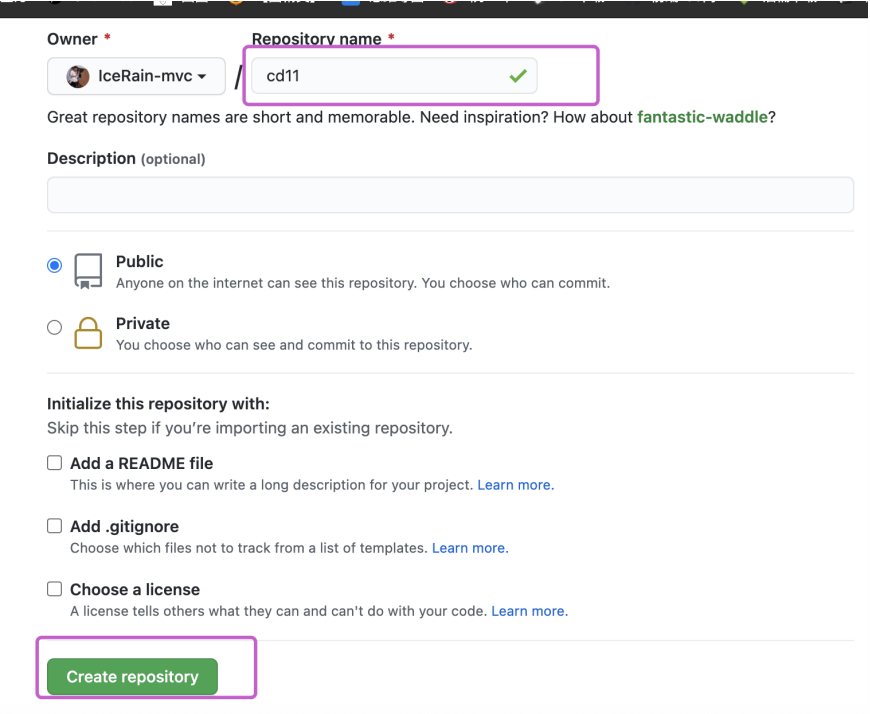 Owner * Repository name *
IceRain-mvc / cd11
Great repository names are short and memorable. Need inspiration? How about fantastic-waddle?
Description (optional)
Public
Anyone on the internet can see this repository. You choose who can commit.
Private
You choose who can see and commit to this repository.
Initialize this repository with:
Skip this step if you're importing an existing repository.
Add a README file
This is where you can write a long description for your project. Learn more.
Add .gitignore
Choose which files not to track from a list of templates. Learn more.
Choose a license
A license tells others what they can and can't do with your code. Learn more.
Create repository